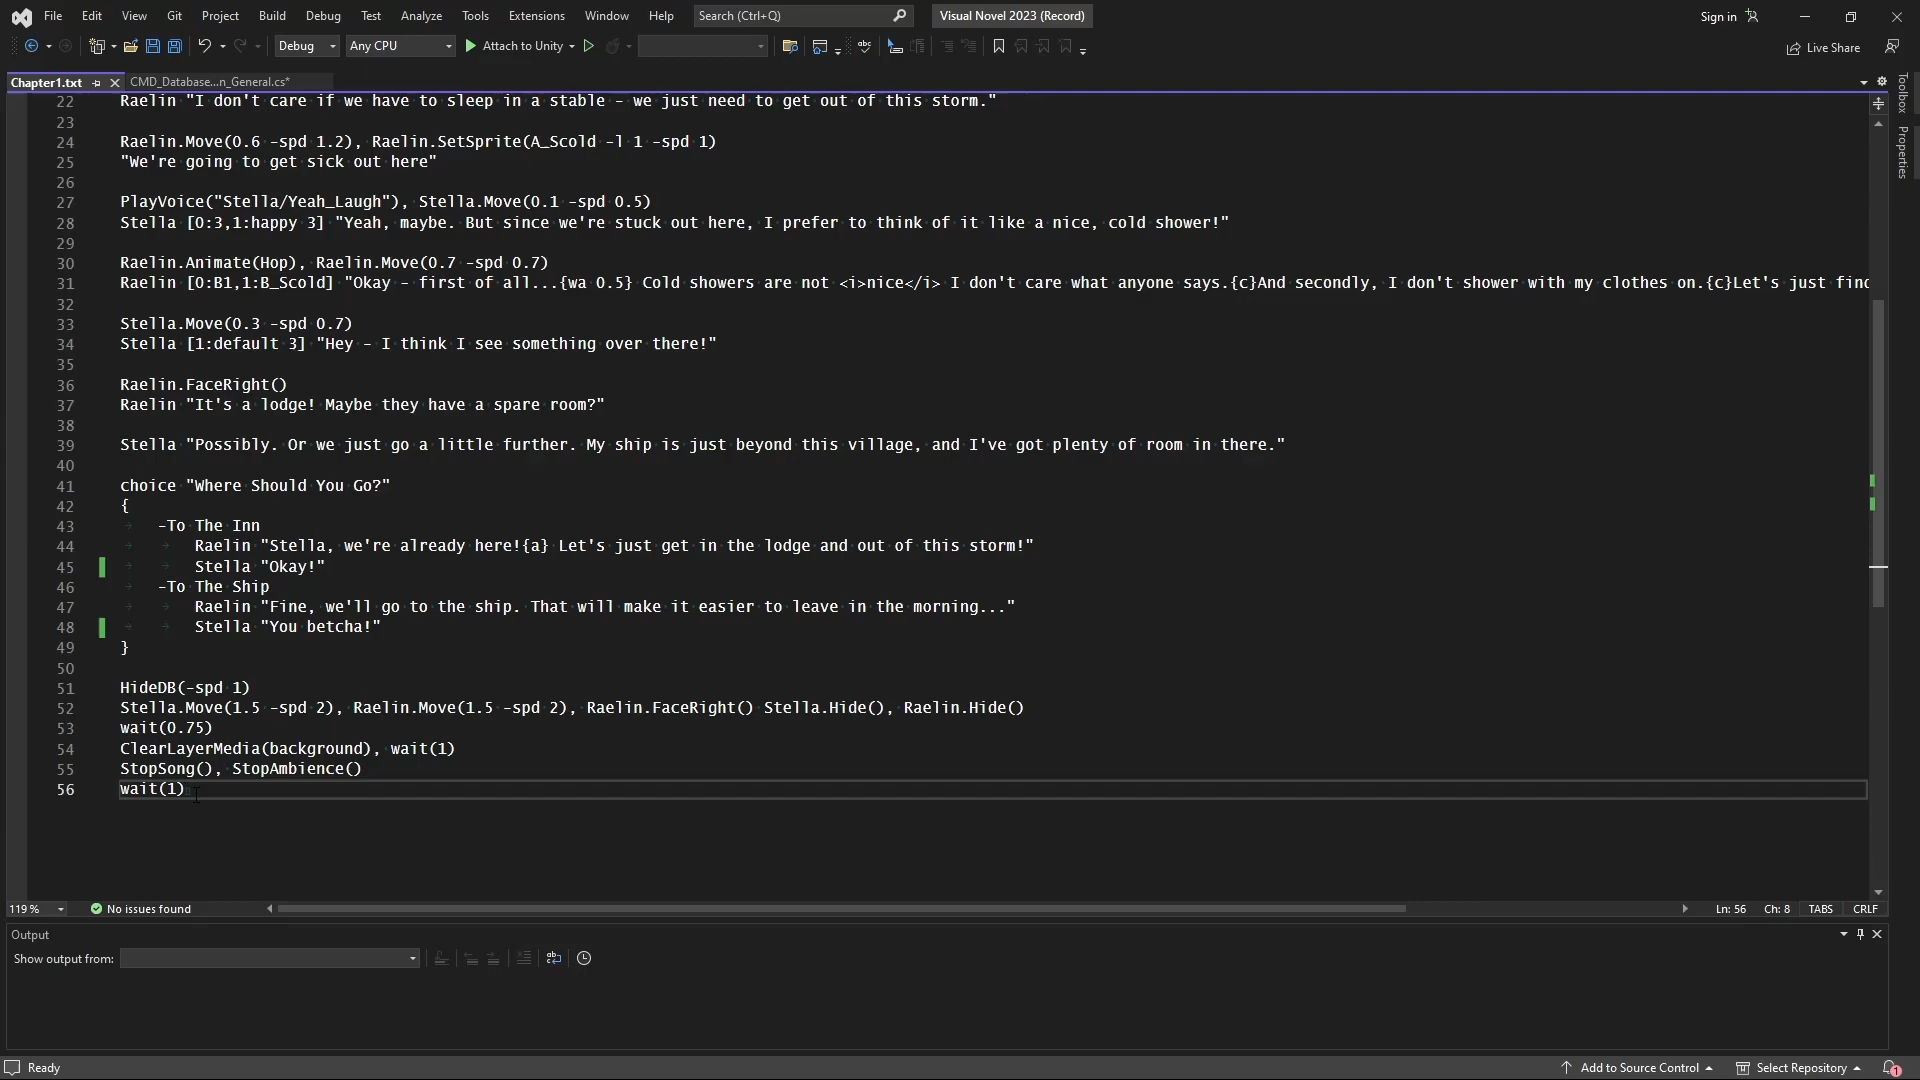 File Edit View Git Project Build Debug Test Analyze Tools Extensions Window Help Search (Ctrl+Q) Visual Novel 2023 (Record) Sign in
Debug Any CPU Attach to Unity Live Share
Chapter1.txt CMD_Database...n_General.cs*
Toolbox
Properties
22 Raelin "I don't care if we have to sleep in a stable - we just need to get out of this storm."
23
24 Raelin.Move(0.6 -spd 1.2), Raelin.SetSprite(A_Scold -l 1 -spd 1)
25 "We're going to get sick out here"
26
27 PlayVoice("Stella/Yeah_Laugh"), Stella.Move(0.1 -spd 0.5)
28 Stella [0:3,1:happy 3] "Yeah, maybe. But since we're stuck out here, I prefer to think of it like a nice, cold shower!"
29
30 Raelin.Animate(Hop), Raelin.Move(0.7 -spd 0.7)
31 Raelin [0:B1,1:B_Scold] "Okay - first of all...{wa 0.5} Cold showers are not <i>nice</i> I don't care what anyone says.{c}And secondly, I don't shower with my clothes on.{c}Let's just find
32
33 Stella.Move(0.3 -spd 0.7)
34 Stella [1:default 3] "Hey - I think I see something over there!"
35
36 Raelin.FaceRight()
37 Raelin "It's a lodge! Maybe they have a spare room?"
38
39 Stella "Possibly. Or we just go a little further. My ship is just beyond this village, and I've got plenty of room in there."
40
41 choice "Where Should You Go?"
42 {
43 -To The Inn
44 Raelin "Stella, we're already here!{a} Let's just get in the lodge and out of this storm!"
45 Stella "Okay!"
46 -To The Ship
47 Raelin "Fine, we'll go to the ship. That will make it easier to leave in the morning..."
48 Stella "You betcha!"
49 }
50
51 HideDB(-spd 1)
52 Stella.Move(1.5 -spd 2), Raelin.Move(1.5 -spd 2), Raelin.FaceRight() Stella.Hide(), Raelin.Hide()
53 wait(0.75)
54 ClearLayerMedia(background), wait(1)
55 StopSong(), StopAmbience()
56 wait(1)
119 % No issues found Ln: 56 Ch: 8 TABS CRLF
Output
Show output from:
Ready Add to Source Control Select Repository 1